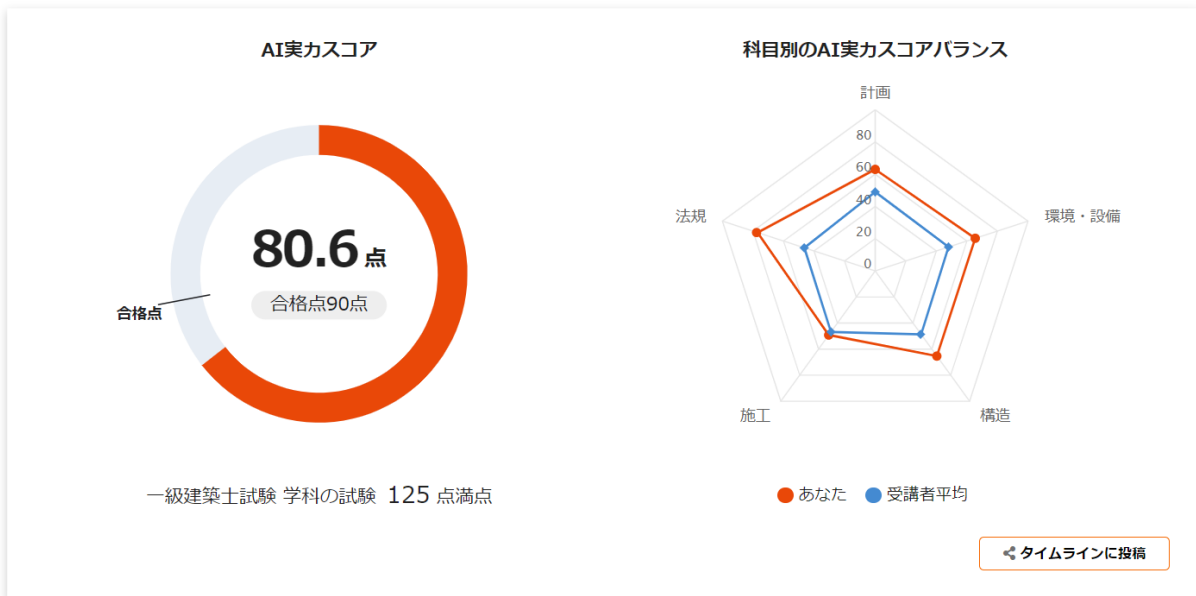 AI実力スコア
80.6 点
合格点90点
合格点
一級建築士試験 学科の試験 125 点満点
科目別のAI実力スコアバランス
計画
環境・設備
構造
施工
法規
80
60
40
20
0
あなた 受講者平均
タイムラインに投稿